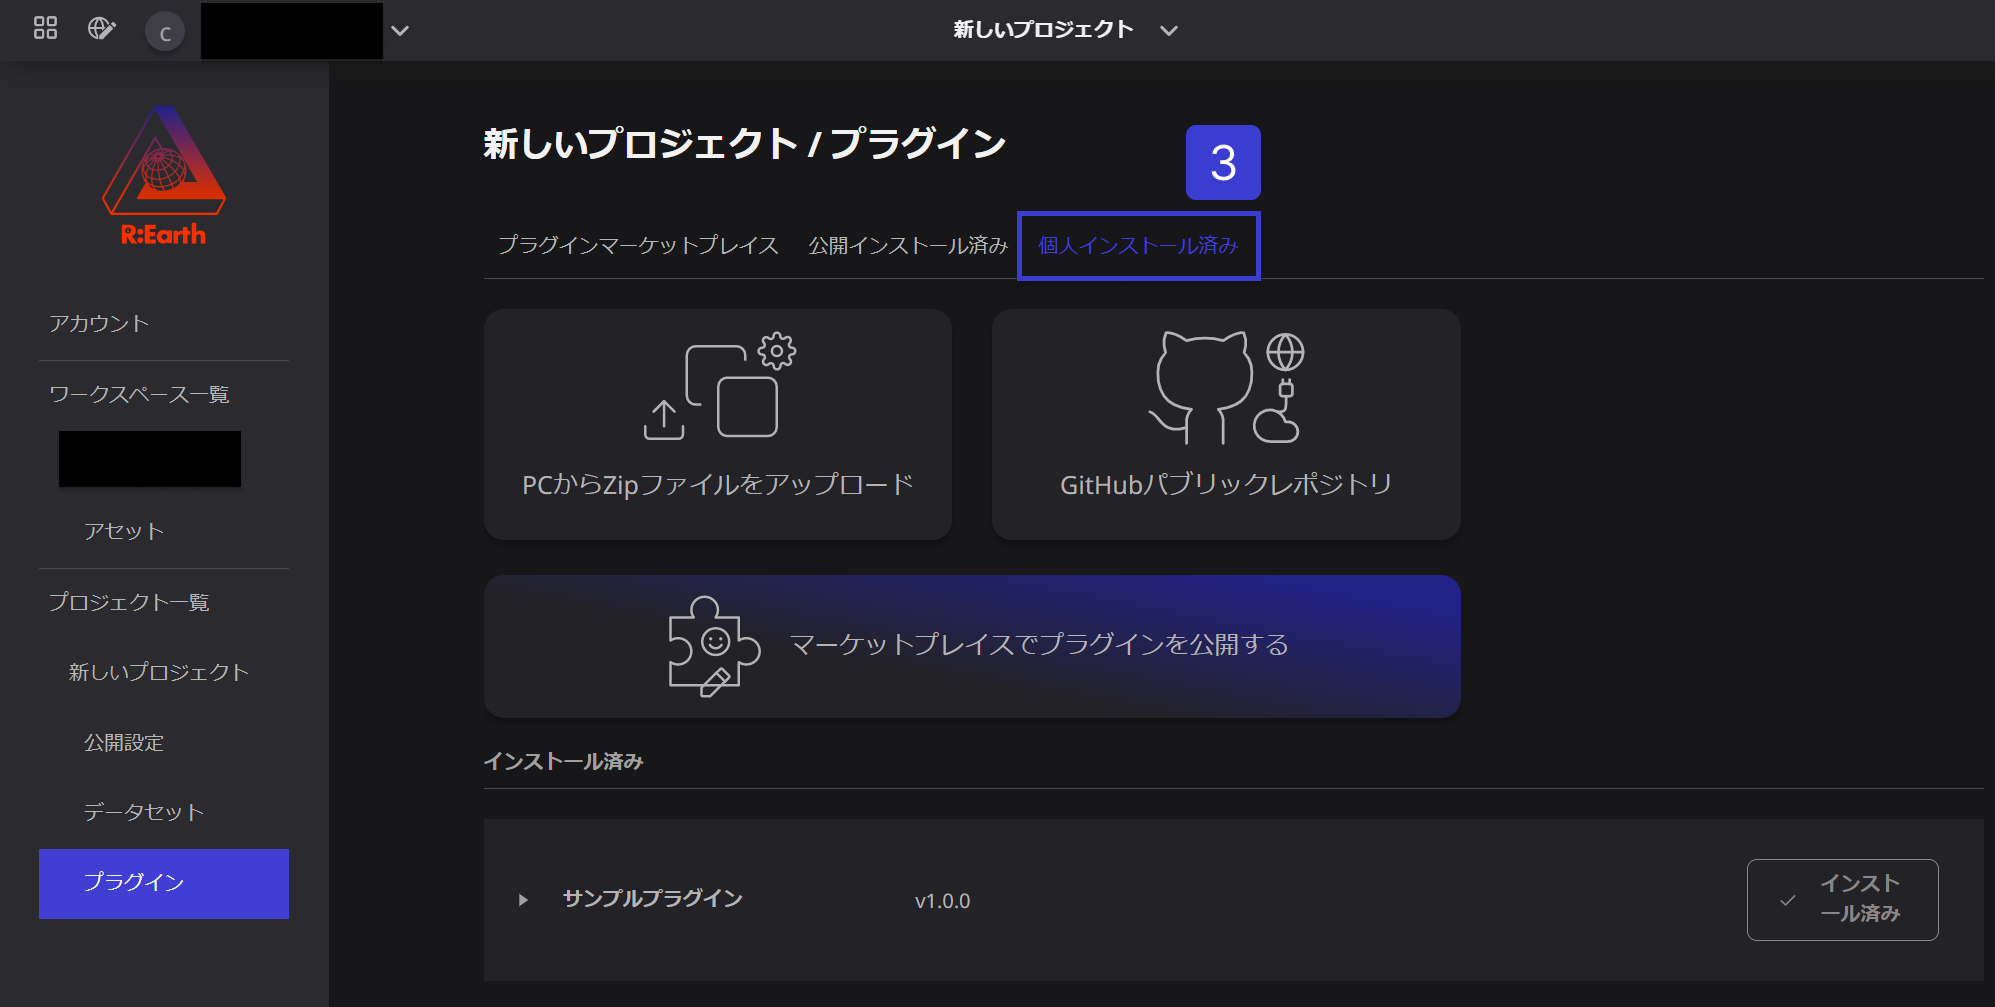 C
新しいプロジェクト
R:Earth
アカウント
ワークスペース一覧
アセット
プロジェクト一覧
新しいプロジェクト
公開設定
データセット
プラグイン
新しいプロジェクト / プラグイン
3
プラグインマーケットプレイス 公開インストール済み 個人インストール済み
PCからZipファイルをアップロード
GitHubパブリックレポジトリ
マーケットプレイスでプラグインを公開する
インストール済み
サンプルプラグイン v1.0.0
インスト
ール済み